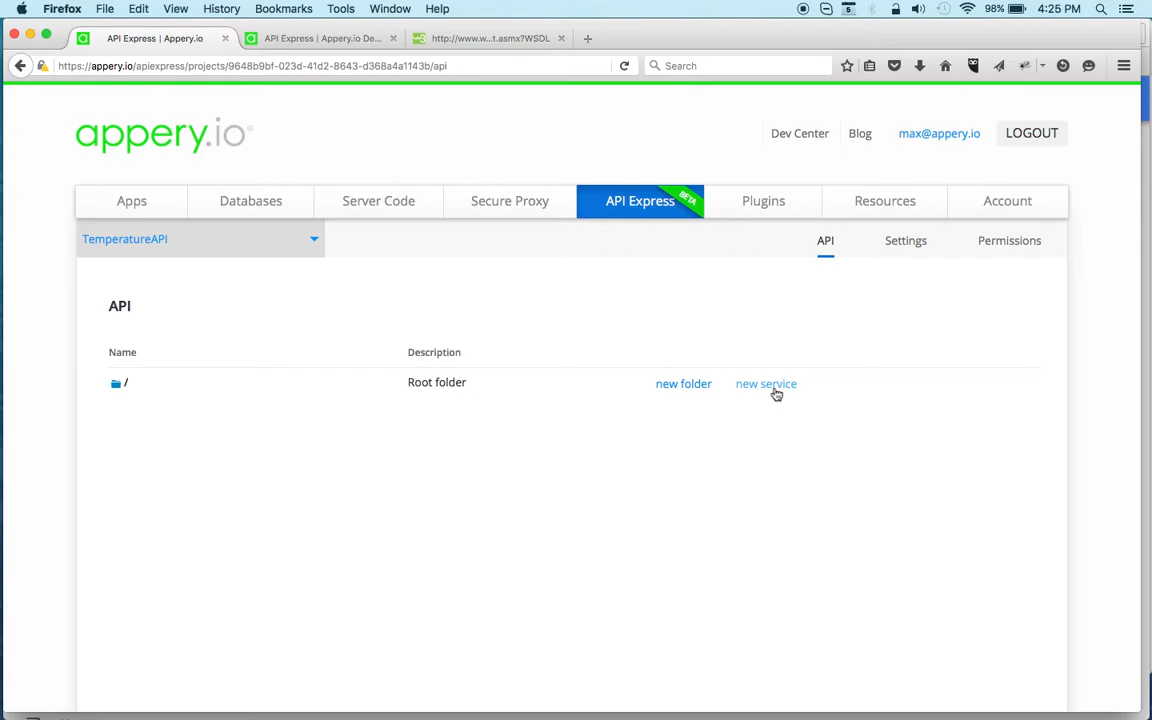 Firefox File Edit View History Bookmarks Tools Window Help 5 98% 4:25 PM
API Express | Appery.io API Express | Appery.io De... http://www.w...t.asmx?WSDL
https://appery.io/apiexpress/projects/9648b9bf-023d-41d2-8643-d368a4a1143b/api Search
appery.io® Dev Center Blog max@appery.io LOGOUT
Apps Databases Server Code Secure Proxy API Express BETA Plugins Resources Account
TemperatureAPI API Settings Permissions
API
Name Description
/ Root folder new folder new service